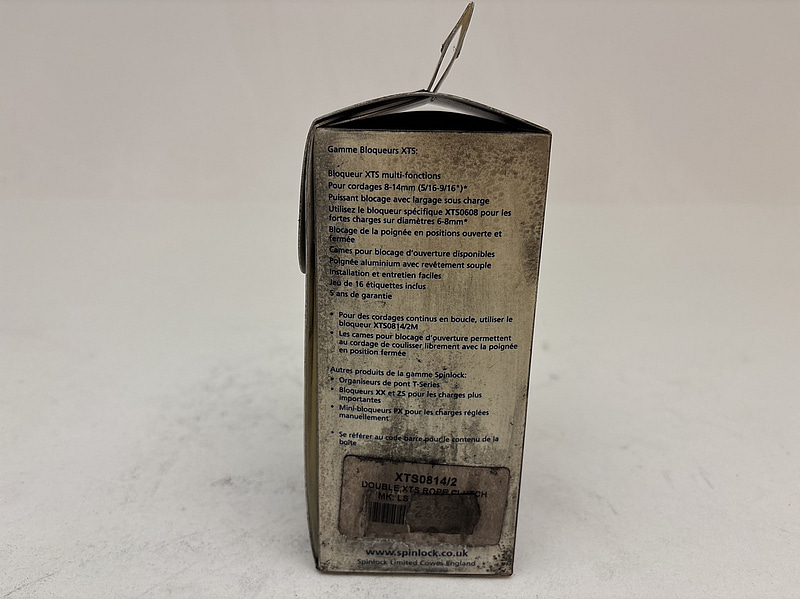 Gamme Bloqueurs XTS:
Bloqueur XTS multi-fonctions
Pour cordages 8-14mm (5/16-9/16")*
Puissant blocage avec largage sous charge
Utilisez le bloqueur spécifique XTS0608 pour les
fortes charges sur diamètres 6-8mm*
Blocage de la poignée en positions ouverte et
fermée
Cames pour blocage d'ouverture disponibles
Poignée aluminium avec revêtement souple
Installation et entretien faciles
Jeu de 16 étiquettes inclus
5 ans de garantie
* Pour des cordages continus en boucle, utiliser le
bloqueur XTS0814/2M
* Les cames pour blocage d'ouverture permettent
au cordage de coulisser librement avec la poignée
en position fermée
Autres produits de la gamme Spinlock:
* Organiseurs de pont T-Series
* Bloqueurs XX et ZS pour les charges plus
importantes
* Mini-bloqueurs PX pour les charges réglées
manuellement
* Se référer au code barre pour le contenu de la
boîte
XTS0814/2
DOUBLE XTS ROPE CLUTCH
MK: LS
www.spinlock.co.uk
Spinlock Limited Cowes England